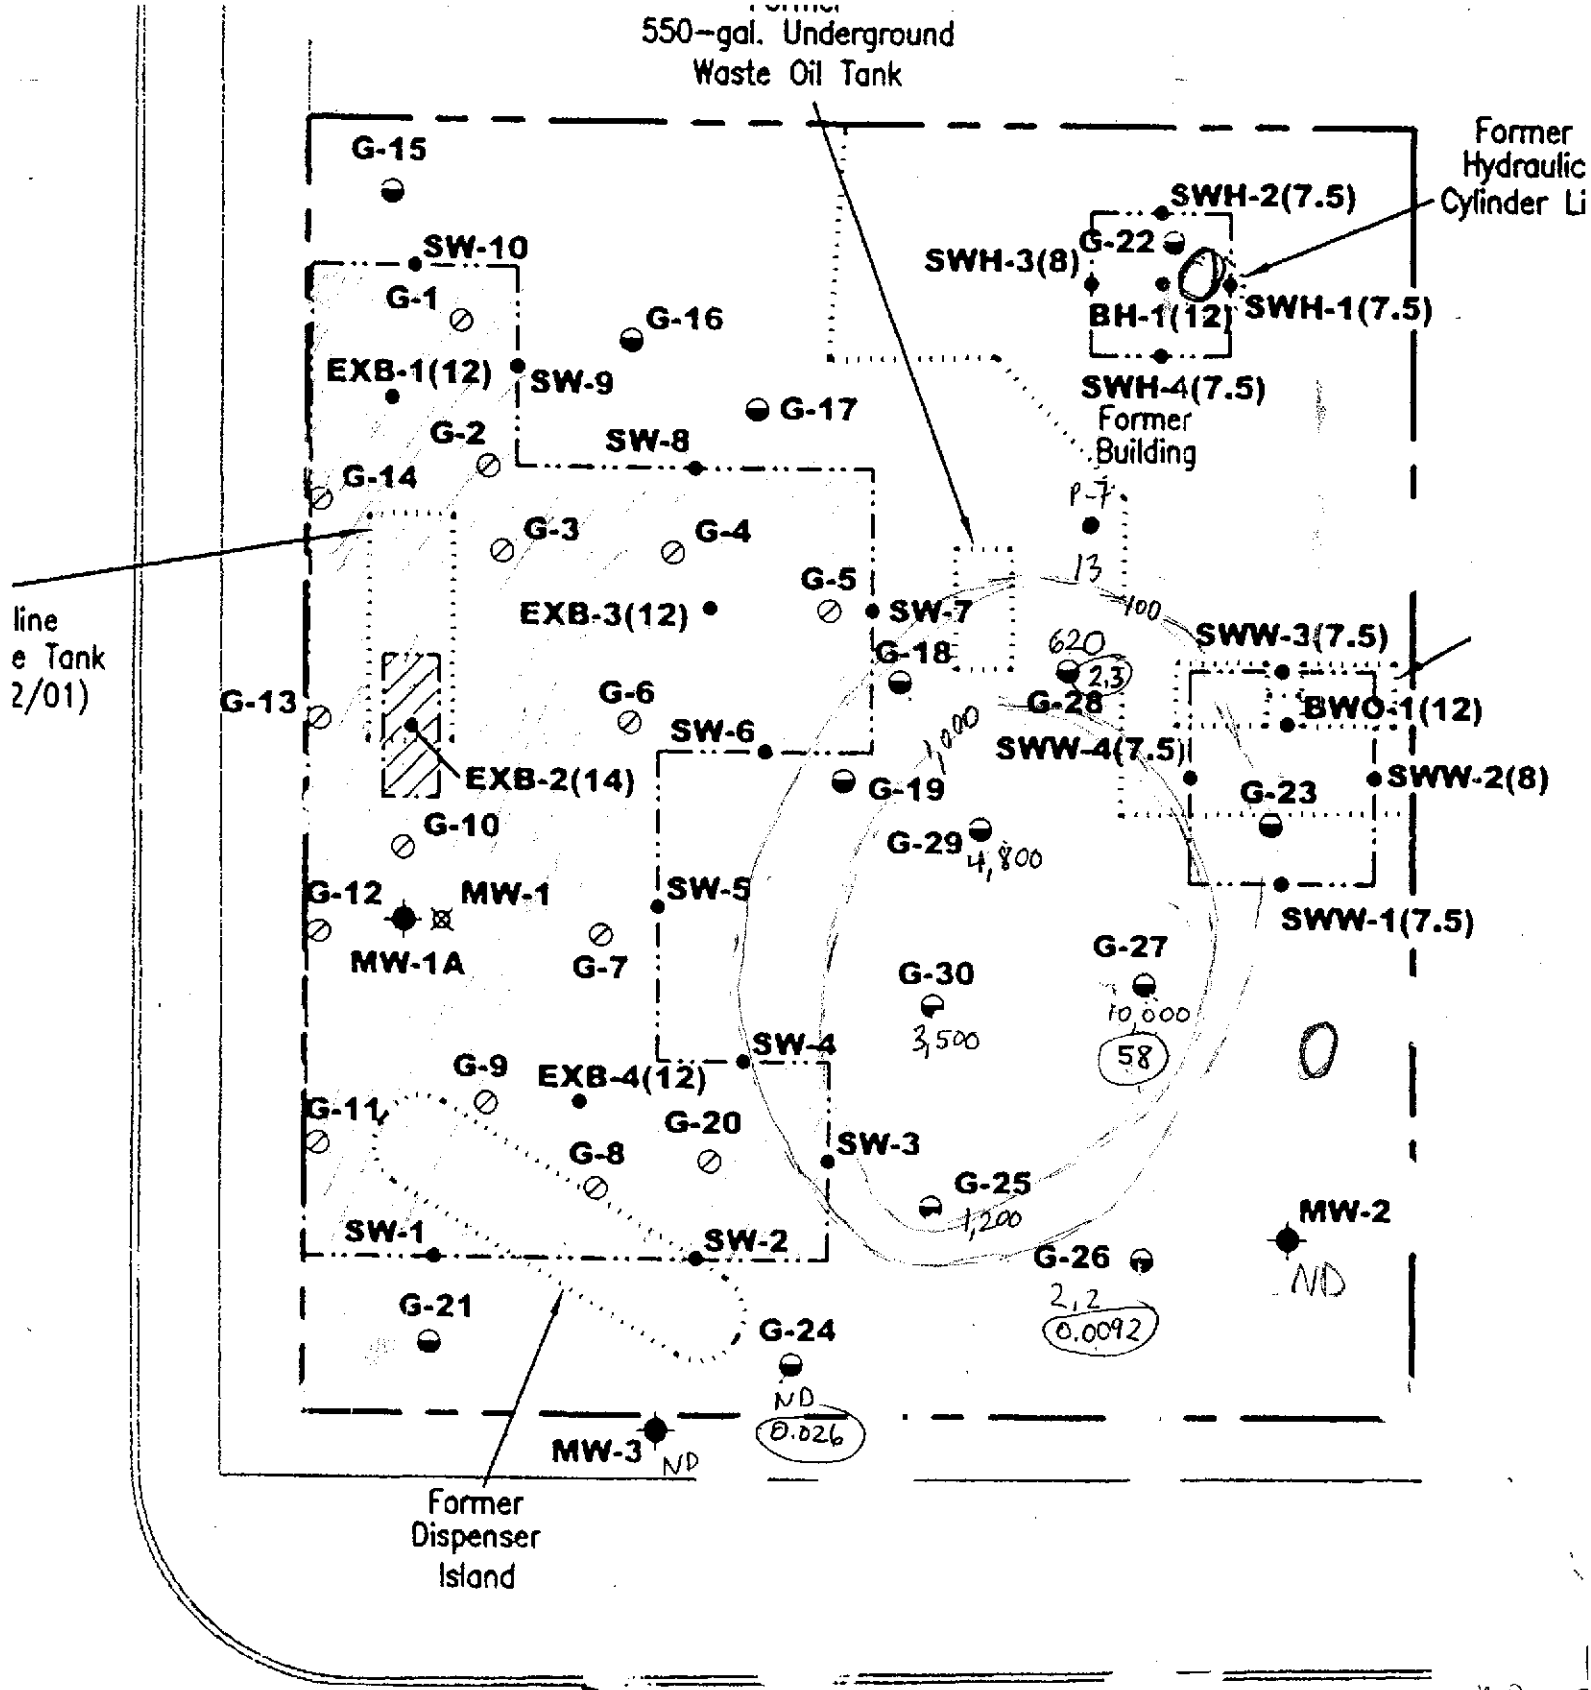 550-gal. Underground
Waste Oil Tank
Former
Hydraulic
Cylinder Li
G-15
SWH-2(7.5)
SW-10
G-22
SWH-3(8)
G-1
G-16
BH-1(12)
SWH-1(7.5)
EXB-1(12)
SW-9
SWH-4(7.5)
G-17
Former
Building
G-2
SW-8
G-14
P-7
G-3
G-4
13
G-5
100
EXB-3(12)
SW-7
line
e Tank
2/01)
620
SWW-3(7.5)
G-18
2.3
G-13
G-6
G-28
BWO-1(12)
1,000
SW-6
SWW-4(7.5)
EXB-2(14)
G-19
G-23
SWW-2(8)
G-10
G-29
4,800
G-12
MW-1
SW-5
SWW-1(7.5)
MW-1A
G-7
G-30
G-27
3,500
10,000
58
SW-4
G-9
EXB-4(12)
G-11
G-20
SW-3
G-8
G-25
1,200
MW-2
SW-1
SW-2
G-26
ND
2.2
0.0092
G-21
G-24
ND
0.026
MW-3
ND
Former
Dispenser
Island